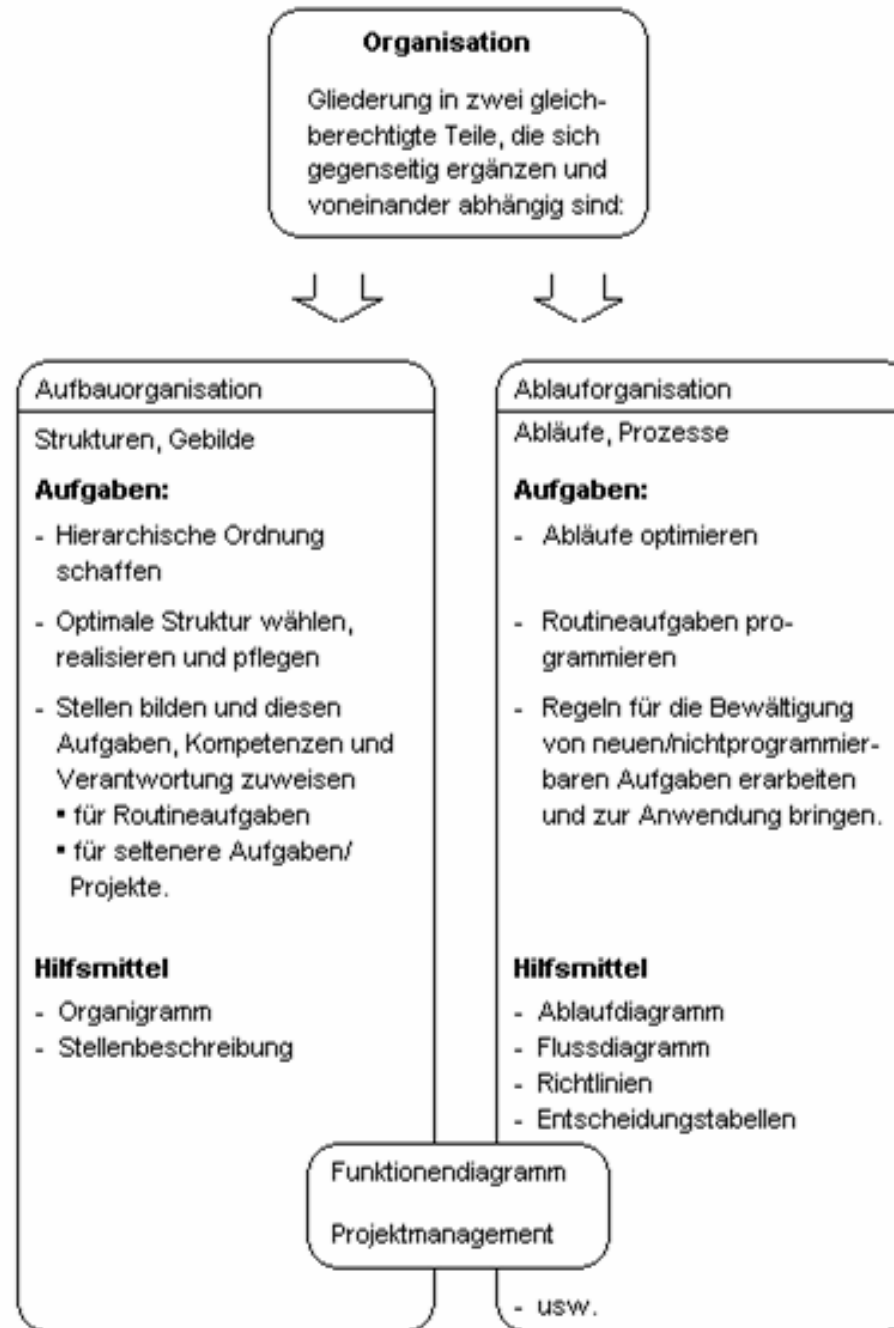 Organisation
Gliederung in zwei gleich-
berechtigte Teile, die sich
gegenseitig ergänzen und
voneinander abhängig sind:
Aufbauorganisation
Strukturen, Gebilde
Aufgaben:
- Hierarchische Ordnung
schaffen
- Optimale Struktur wählen,
realisieren und pflegen
- Stellen bilden und diesen
Aufgaben, Kompetenzen und
Verantwortung zuweisen
▪ für Routineaufgaben
▪ für seltenere Aufgaben/
Projekte.
Hilfsmittel
- Organigramm
- Stellenbeschreibung
Ablauforganisation
Abläufe, Prozesse
Aufgaben:
- Abläufe optimieren
- Routineaufgaben pro-
grammieren
- Regeln für die Bewältigung
von neuen/nichtprogrammier-
baren Aufgaben erarbeiten
und zur Anwendung bringen.
Hilfsmittel
- Ablaufdiagramm
- Flussdiagramm
- Richtlinien
- Entscheidungstabellen
Funktionendiagramm
Projektmanagement
- usw.